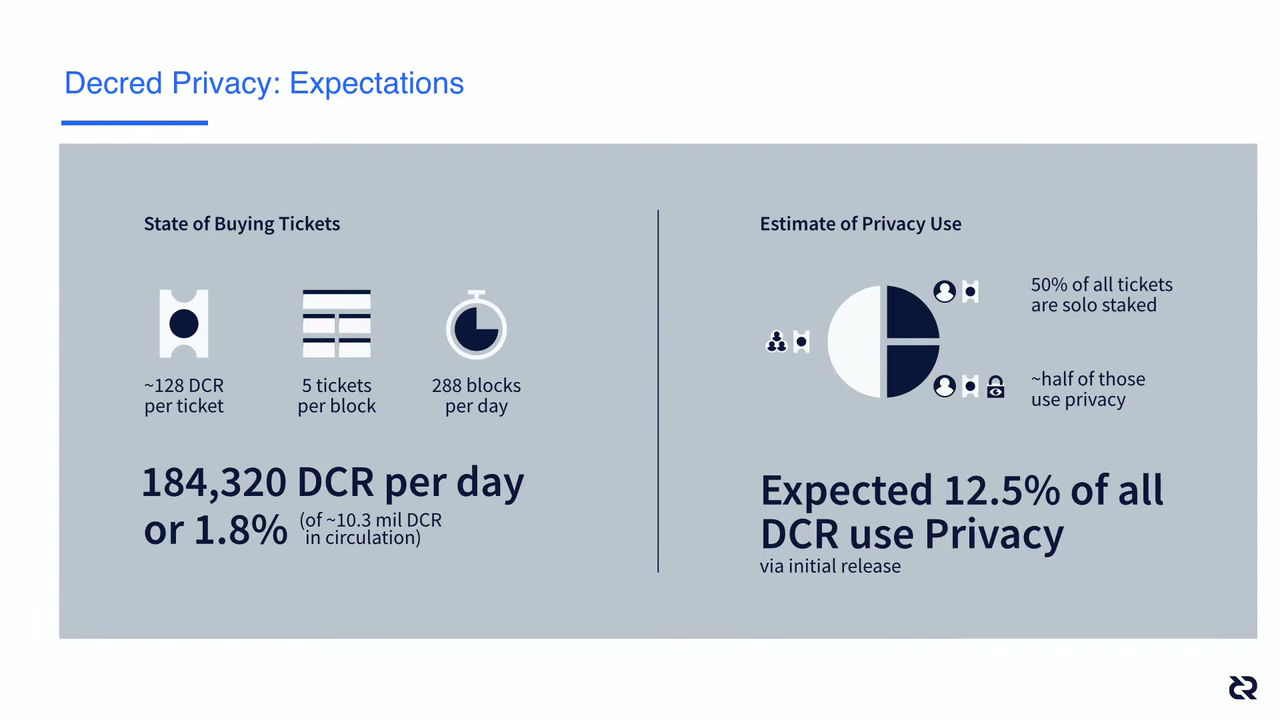 Decred Privacy: Expectations
State of Buying Tickets
~128 DCR
per ticket
5 tickets
per block
288 blocks
per day
184,320 DCR per day
or 1.8% (of ~10.3 mil DCR
in circulation)
Estimate of Privacy Use
50% of all tickets
are solo staked
~half of those
use privacy
Expected 12.5% of all
DCR use Privacy
via initial release